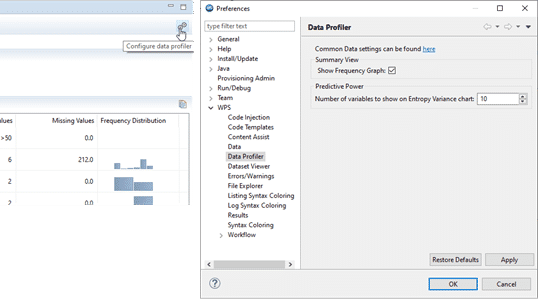 Configure data profiler
Values Missing Values Frequency Distribution
>50 0.0
6 212.0
2 0.0
2 0.0
Preferences
type filter text
General
Help
Install/Update
Java
Provisioning Admin
Run/Debug
Team
WPS
Code Injection
Code Templates
Content Assist
Data
Data Profiler
Dataset Viewer
Errors/Warnings
File Explorer
Listing Syntax Coloring
Log Syntax Coloring
Results
Syntax Coloring
Workflow
Data Profiler
Common Data settings can be found here
Summary View
Show Frequency Graph:
Predictive Power
Number of variables to show on Entropy Variance chart: 10
Restore Defaults Apply
OK Cancel